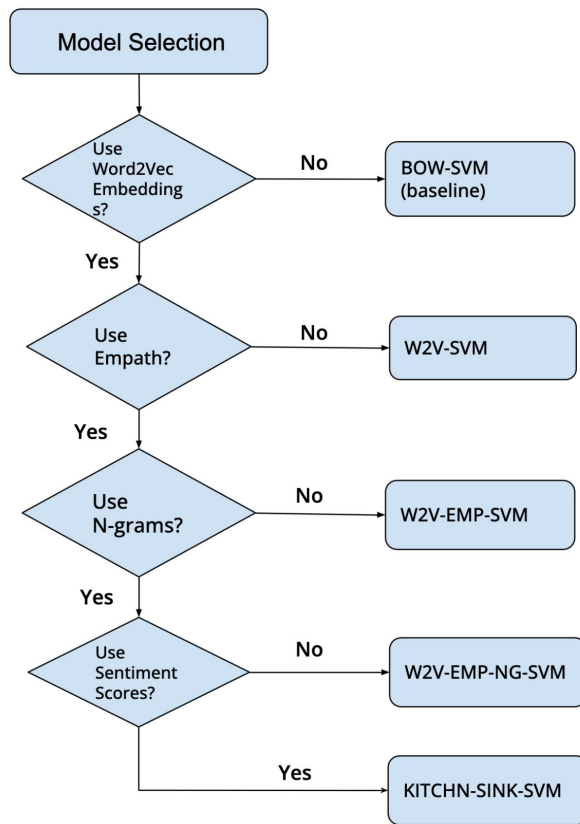 Model Selection
Use
Word2Vec
Embedding
s?
No
BOW-SVM
(baseline)
Yes
Use
Empath?
No
W2V-SVM
Yes
Use
N-grams?
No
W2V-EMP-SVM
Yes
Use
Sentiment
Scores?
No
W2V-EMP-NG-SVM
Yes
KITCHN-SINK-SVM